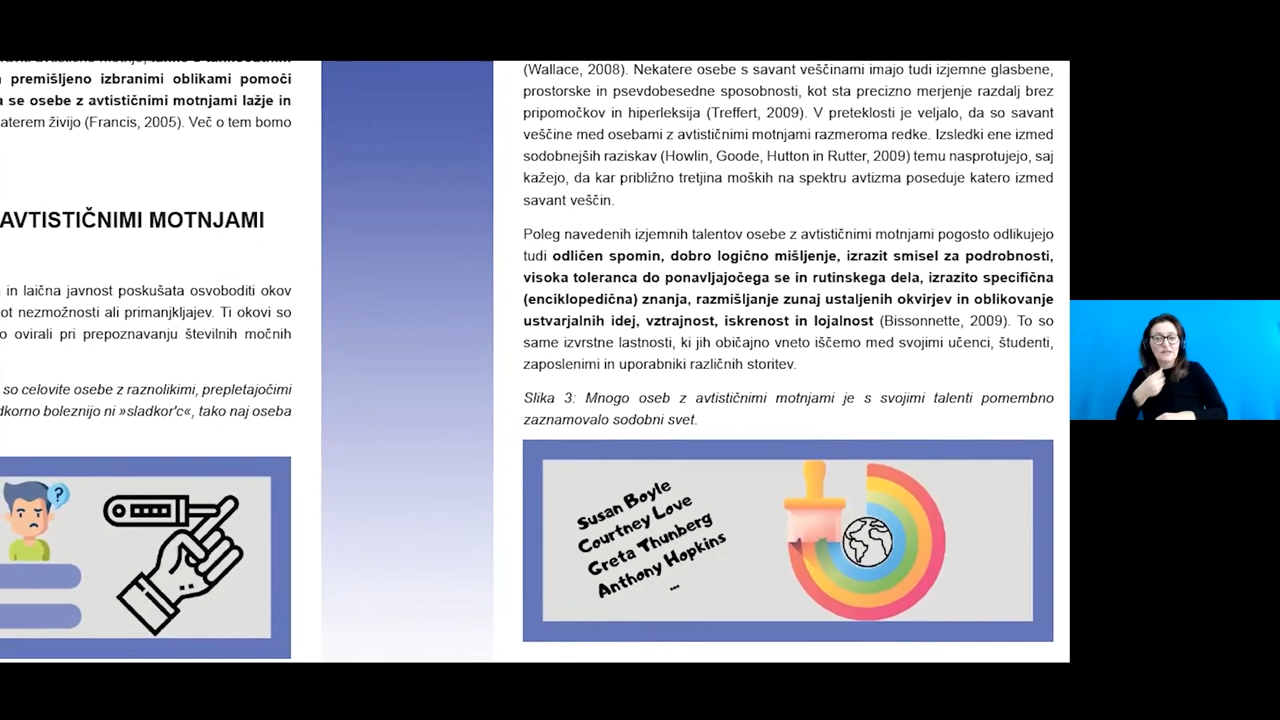 premišljeno izbranimi oblikami pomoči
se osebe z avtističnimi motnjami lažje in
katerem živijo (Francis, 2005). Več o tem bomo
AVTISTIČNIMI MOTNJAMI
in laična javnost poskušata osvoboditi okov
kot nezmožnosti ali primanjkljajev. Ti okovi so
ovirali pri prepoznavanju številnih močnih
so celovite osebe z raznolikimi, prepletajočimi
boleznijo ni »sladkor'c«, tako naj oseba
?
(Wallace, 2008). Nekatere osebe s savant veščinami imajo tudi izjemne glasbene,
prostorske in psevdobesedne sposobnosti, kot sta precizno merjenje razdalj brez
pripomočkov in hiperleksija (Treffert, 2009). V preteklosti je veljalo, da so savant
veščine med osebami z avtističnimi motnjami razmeroma redke. Izsledki ene izmed
sodobnejših raziskav (Howlin, Goode, Hutton in Rutter, 2009) temu nasprotujejo, saj
kažejo, da kar približno tretjina moških na spektru avtizma poseduje katero izmed
savant veščin.
Poleg navedenih izjemnih talentov osebe z avtističnimi motnjami pogosto odlikujejo
tudi odličen spomin, dobro logično mišljenje, izrazit smisel za podrobnosti,
visoka toleranca do ponavljajočega se in rutinskega dela, izrazito specifična
(enciklopedična) znanja, razmišljanje zunaj ustaljenih okvirjev in oblikovanje
ustvarjalnih idej, vztrajnost, iskrenost in lojalnost (Bissonnette, 2009). To so
same izvrstne lastnosti, ki jih običajno vneto iščemo med svojimi učenci, študenti,
zaposlenimi in uporabniki različnih storitev.
Slika 3: Mnogo oseb z avtističnimi motnjami je s svojimi talenti pomembno
zaznamovalo sodobni svet.
Susan Boyle
Courtney Love
Greta Thunberg
Anthony Hopkins
...